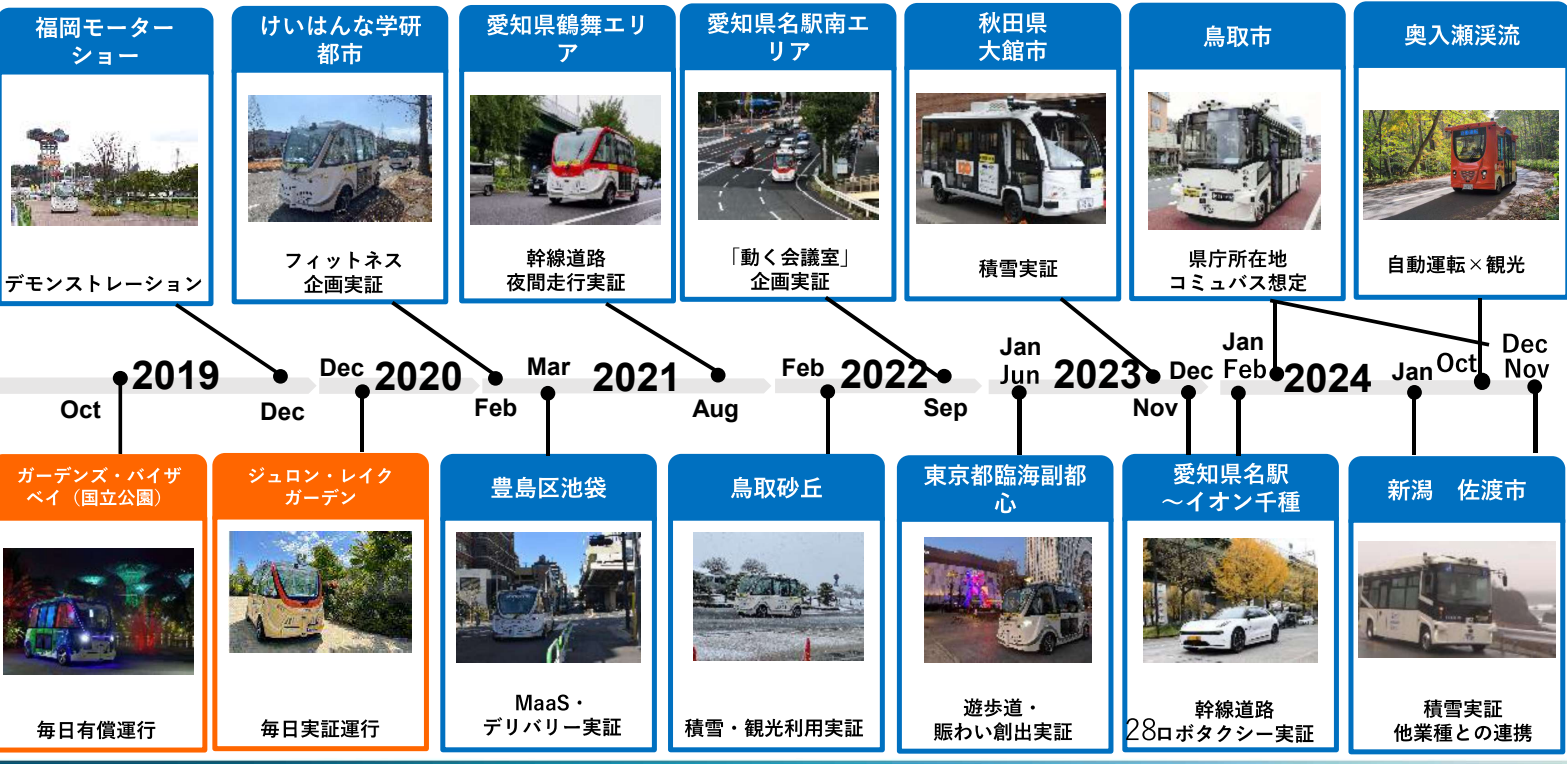 福岡モーター
ショー
デモンストレーション
けいはんな学研
都市
フィットネス
企画実証
愛知県鶴舞エリ
ア
幹線道路
夜間走行実証
愛知県名駅南エ
リア
「動く会議室」
企画実証
秋田県
大館市
積雪実証
鳥取市
県庁所在地
コミュバス想定
奥入瀬渓流
自動運転×観光
Oct
2019
Dec
Dec
2020
Feb
Mar
2021
Aug
Feb
2022
Sep
Jan
Jun
2023
Nov
Dec
Jan
Feb
2024
Jan
Oct
Dec
Nov
ガーデンズ・バイザ
ベイ（国立公園）
毎日有償運行
ジュロン・レイク
ガーデン
毎日実証運行
豊島区池袋
MaaS・
デリバリー実証
鳥取砂丘
積雪・観光利用実証
東京都臨海副都
心
遊歩道・
賑わい創出実証
愛知県名駅
～イオン千種
幹線道路
ロボタクシー実証
28
新潟　佐渡市
積雪実証
他業種との連携